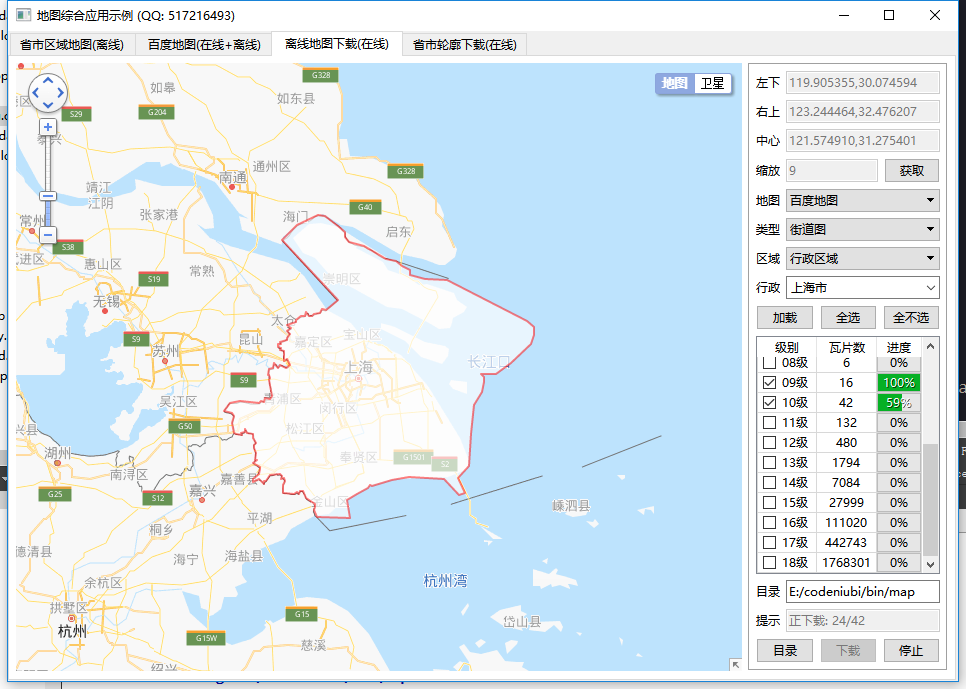 地图综合应用示例 (QQ: 517216493)
省市区域地图(离线) 百度地图(在线+离线) 离线地图下载(在线) 省市轮廓下载(在线)
地图 卫星
G328
如皋
如东县
S29
G204
泰兴
通州区
G328
南通
靖江
江阴
张家港
G40
海门
启东
常州
S38
武进区
惠山区
常熟
S19
崇明区
无锡
太仓
宝山区
S9
昆山
嘉定区
苏州
上海
长江口
S9
青浦区
吴江区
闵行区
G50
松江区
湖州
奉贤区
G1501
S2
南浔区
嘉善县
嘉兴
G25
S12
金山区
平湖
嵊泗县
桐乡
德清县
海宁
海盐县
余杭区
杭州湾
拱墅区
G15
杭州
岱山县
G15W
慈溪
绍兴
左下 119.905355,30.074594
右上 123.244464,32.476207
中心 121.574910,31.275401
缩放 9 获取
地图 百度地图
类型 街道图
区域 行政区域
行政 上海市
加载 全选 全不选
级别 瓦片数 进度
08级 6 0%
09级 16 100%
10级 42 59%
11级 132 0%
12级 480 0%
13级 1794 0%
14级 7084 0%
15级 27999 0%
16级 111020 0%
17级 442743 0%
18级 1768301 0%
目录 E:/codeniubi/bin/map
提示 正下载: 24/42
目录 下载 停止